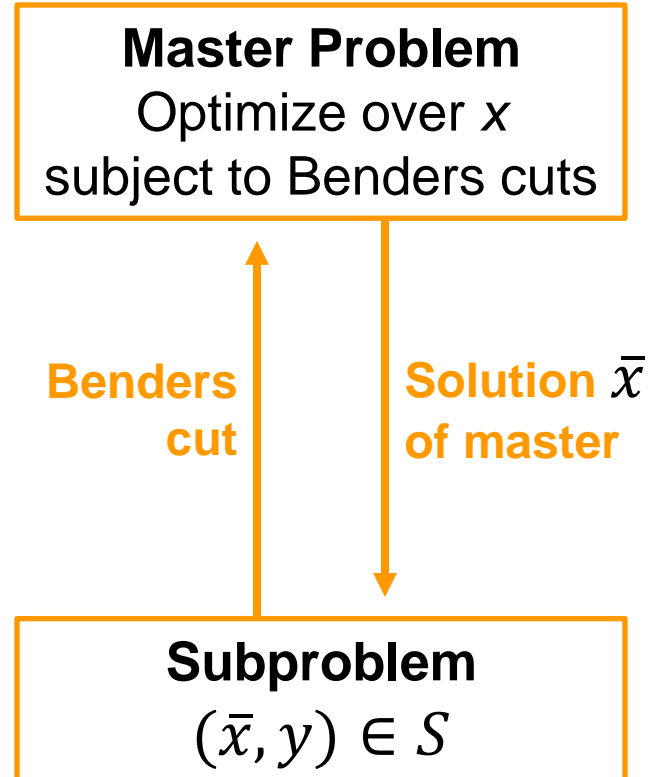 Master Problem
Optimize over x
subject to Benders cuts
Benders
cut
Solution x̄
of master
Subproblem
(x̄, y) ∈ S